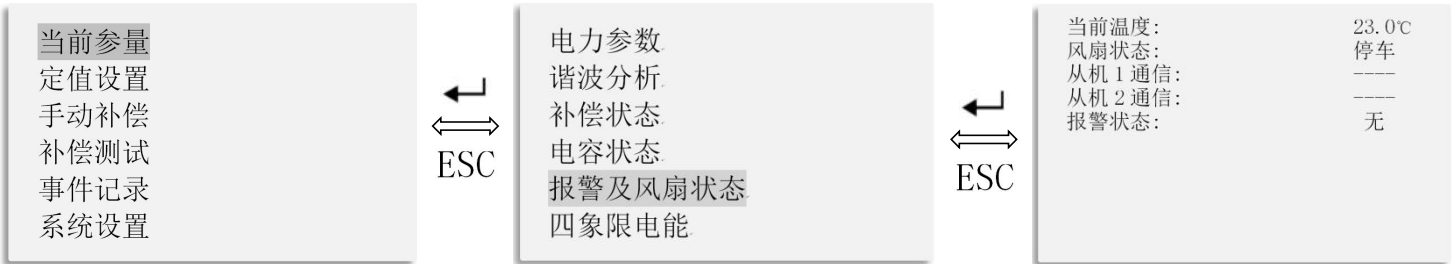 当前参量
定值设置
手动补偿
补偿测试
事件记录
系统设置
ESC
电力参数
谐波分析
补偿状态
电容状态
报警及风扇状态
四象限电能
ESC
当前温度: 23.0℃
风扇状态: 停车
从机 1 通信: ----
从机 2 通信: ----
报警状态: 无